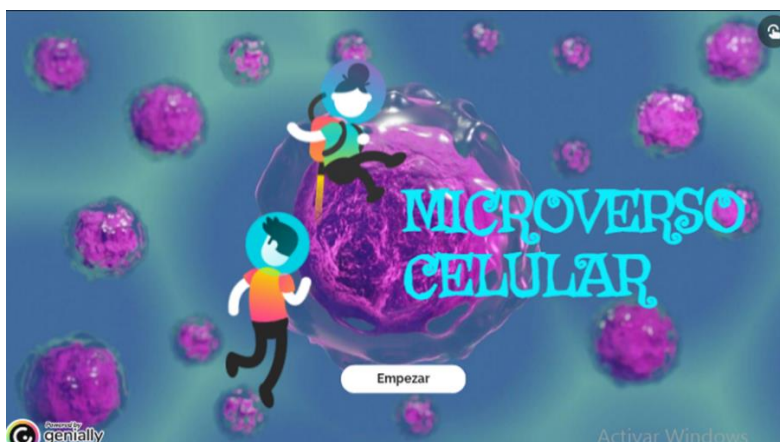 MICROVERSO
CELULAR
Empezar
Powered by
genially
Activar Windows